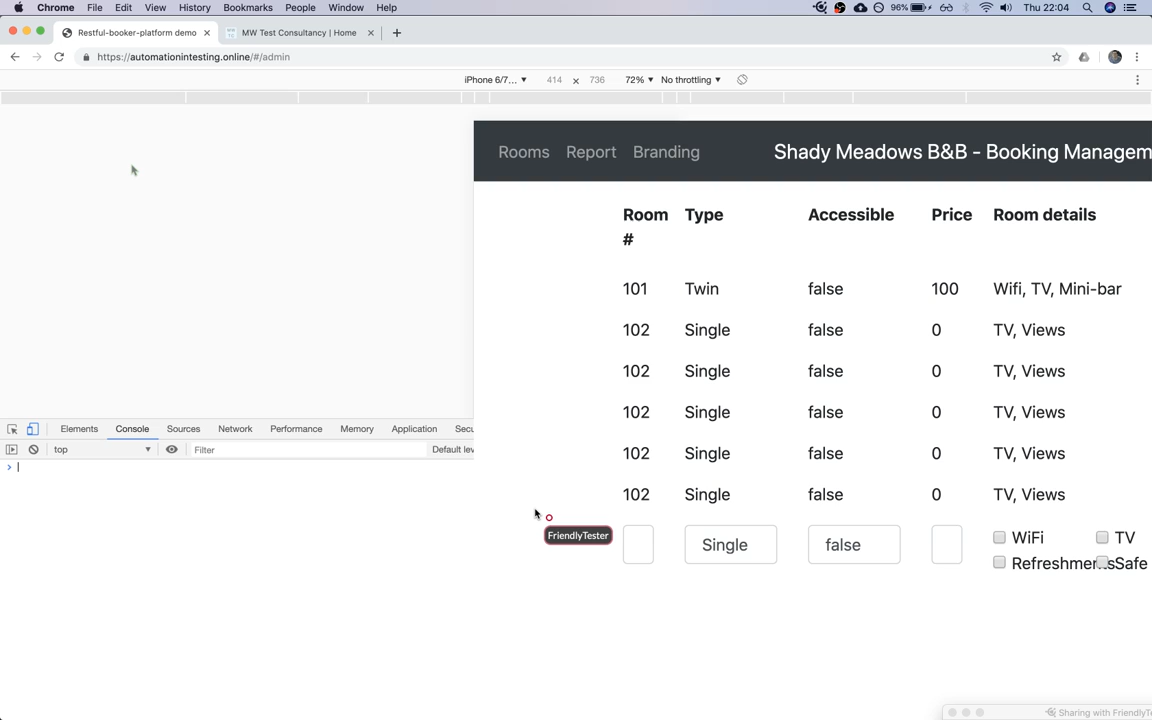 Chrome File Edit View History Bookmarks People Window Help 96% Thu 22:04
Restful-booker-platform demo MW Test Consultancy | Home
https://automationintesting.online/#/admin
iPhone 6/7... 414 736 72% No throttling
Rooms Report Branding Shady Meadows B&B - Booking Managem
Room # Type Accessible Price Room details
101 Twin false 100 Wifi, TV, Mini-bar
102 Single false 0 TV, Views
102 Single false 0 TV, Views
102 Single false 0 TV, Views
102 Single false 0 TV, Views
102 Single false 0 TV, Views
Single false WiFi TV
Refreshments Safe
FriendlyTester
Elements Console Sources Network Performance Memory Application Secu
top Filter Default lev
Sharing with FriendlyTe